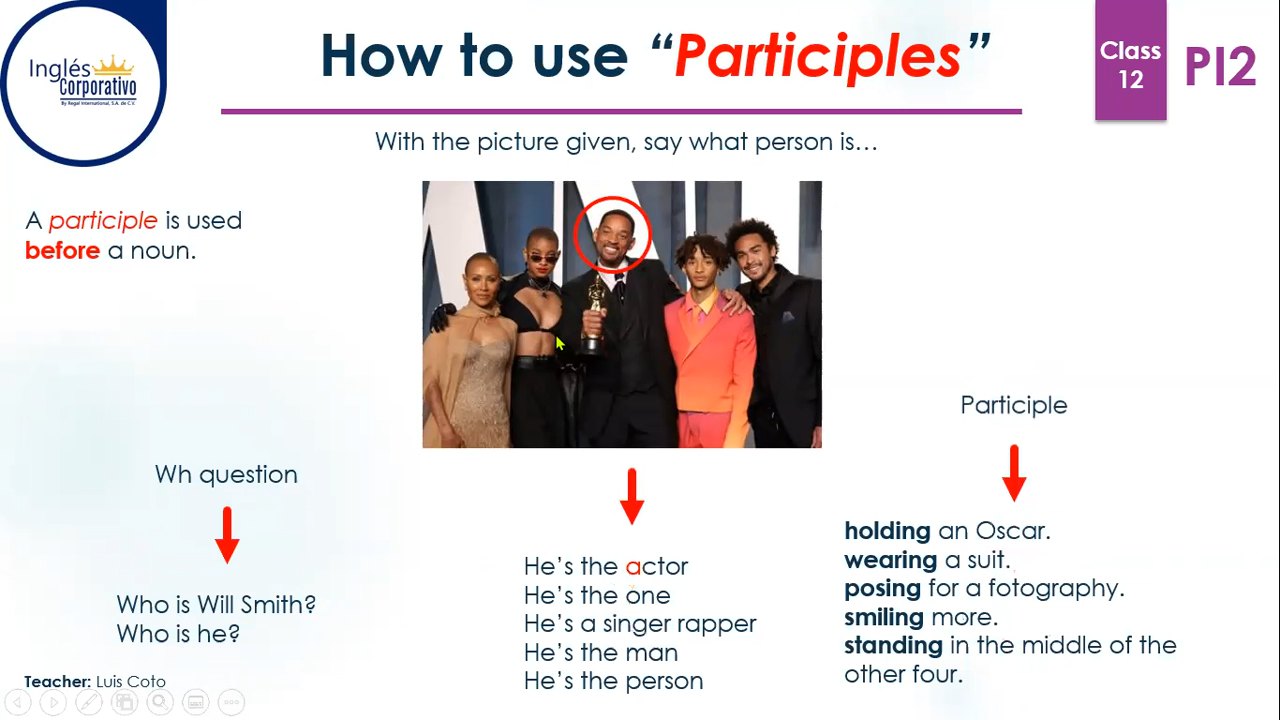 Inglés
Corporativo
By Regal International, S.A. de C.V.
How to use “Participles”
Class
12
PI2
With the picture given, say what person is…
A participle is used
before a noun.
Wh question
Who is Will Smith?
Who is he?
He’s the actor
He’s the one
He’s a singer rapper
He’s the man
He’s the person
Participle
holding an Oscar.
wearing a suit.
posing for a fotography.
smiling more.
standing in the middle of the
other four.
Teacher: Luis Coto